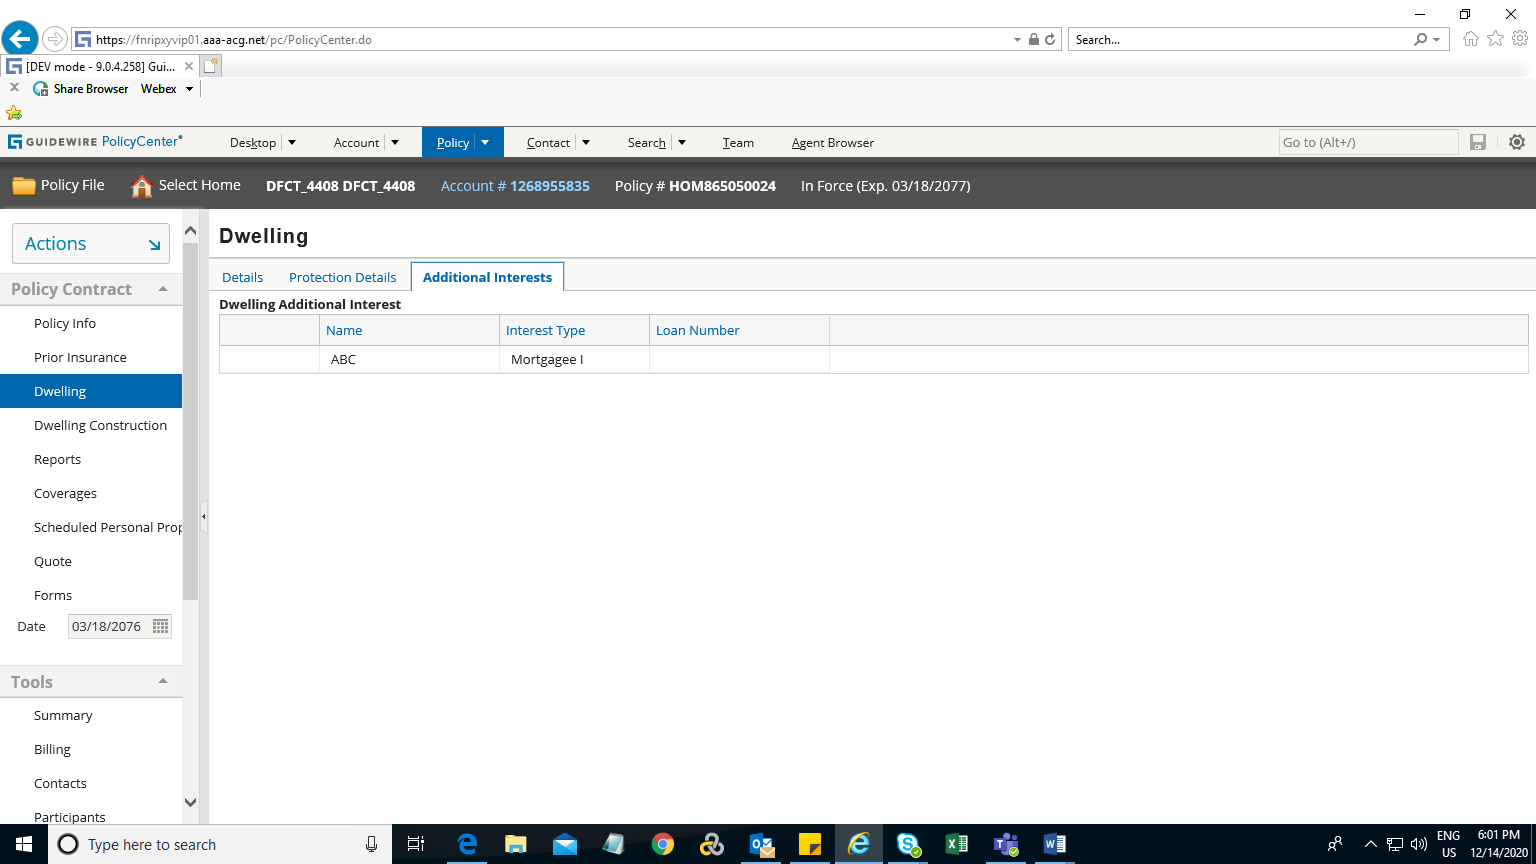 https://fnripxyvip01.aaa-acg.net/pc/PolicyCenter.do
Search...
[DEV mode - 9.0.4.258] Gui...
x Share Browser Webex
GUIDEWIRE PolicyCenter®
Desktop Account Policy Contact Search Team Agent Browser Go to (Alt+/)
Policy File Select Home DFCT_4408 DFCT_4408 Account # 1268955835 Policy # HOM865050024 In Force (Exp. 03/18/2077)
Actions
Policy Contract
Policy Info
Prior Insurance
Dwelling
Dwelling Construction
Reports
Coverages
Scheduled Personal Prop
Quote
Forms
Date 03/18/2076
Tools
Summary
Billing
Contacts
Participants
Dwelling
Details Protection Details Additional Interests
Dwelling Additional Interest
Name Interest Type Loan Number
ABC Mortgagee I
Type here to search
ENG
US
6:01 PM
12/14/2020